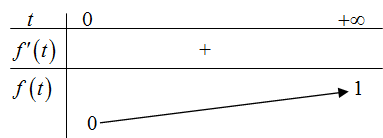 t 0 +∞
f'(t) +
f(t) 1
0